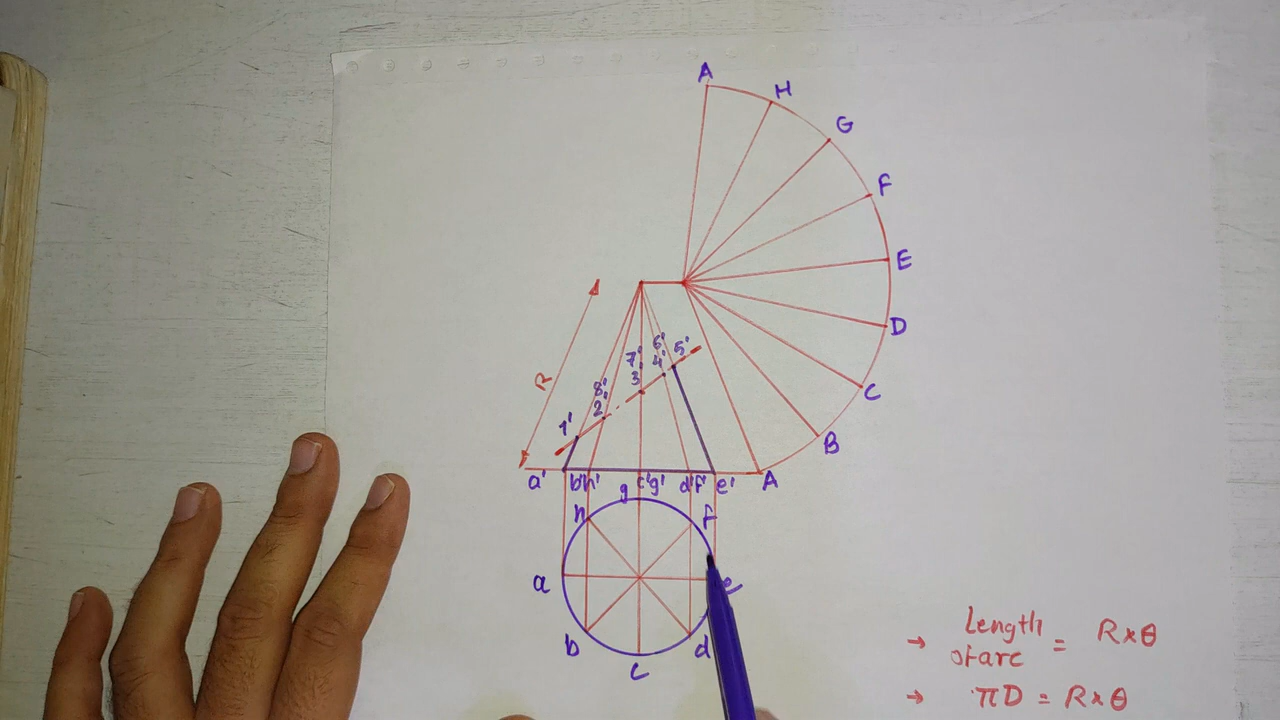 A
H
G
F
E
D
C
B
A
R
7' 6' 5'
3' 4'
8'
2'
1'
a' b'h' c'g' d'f' e'
g
h f
a e
b d
c
→ Length of arc = R×θ
→ πD = R×θ